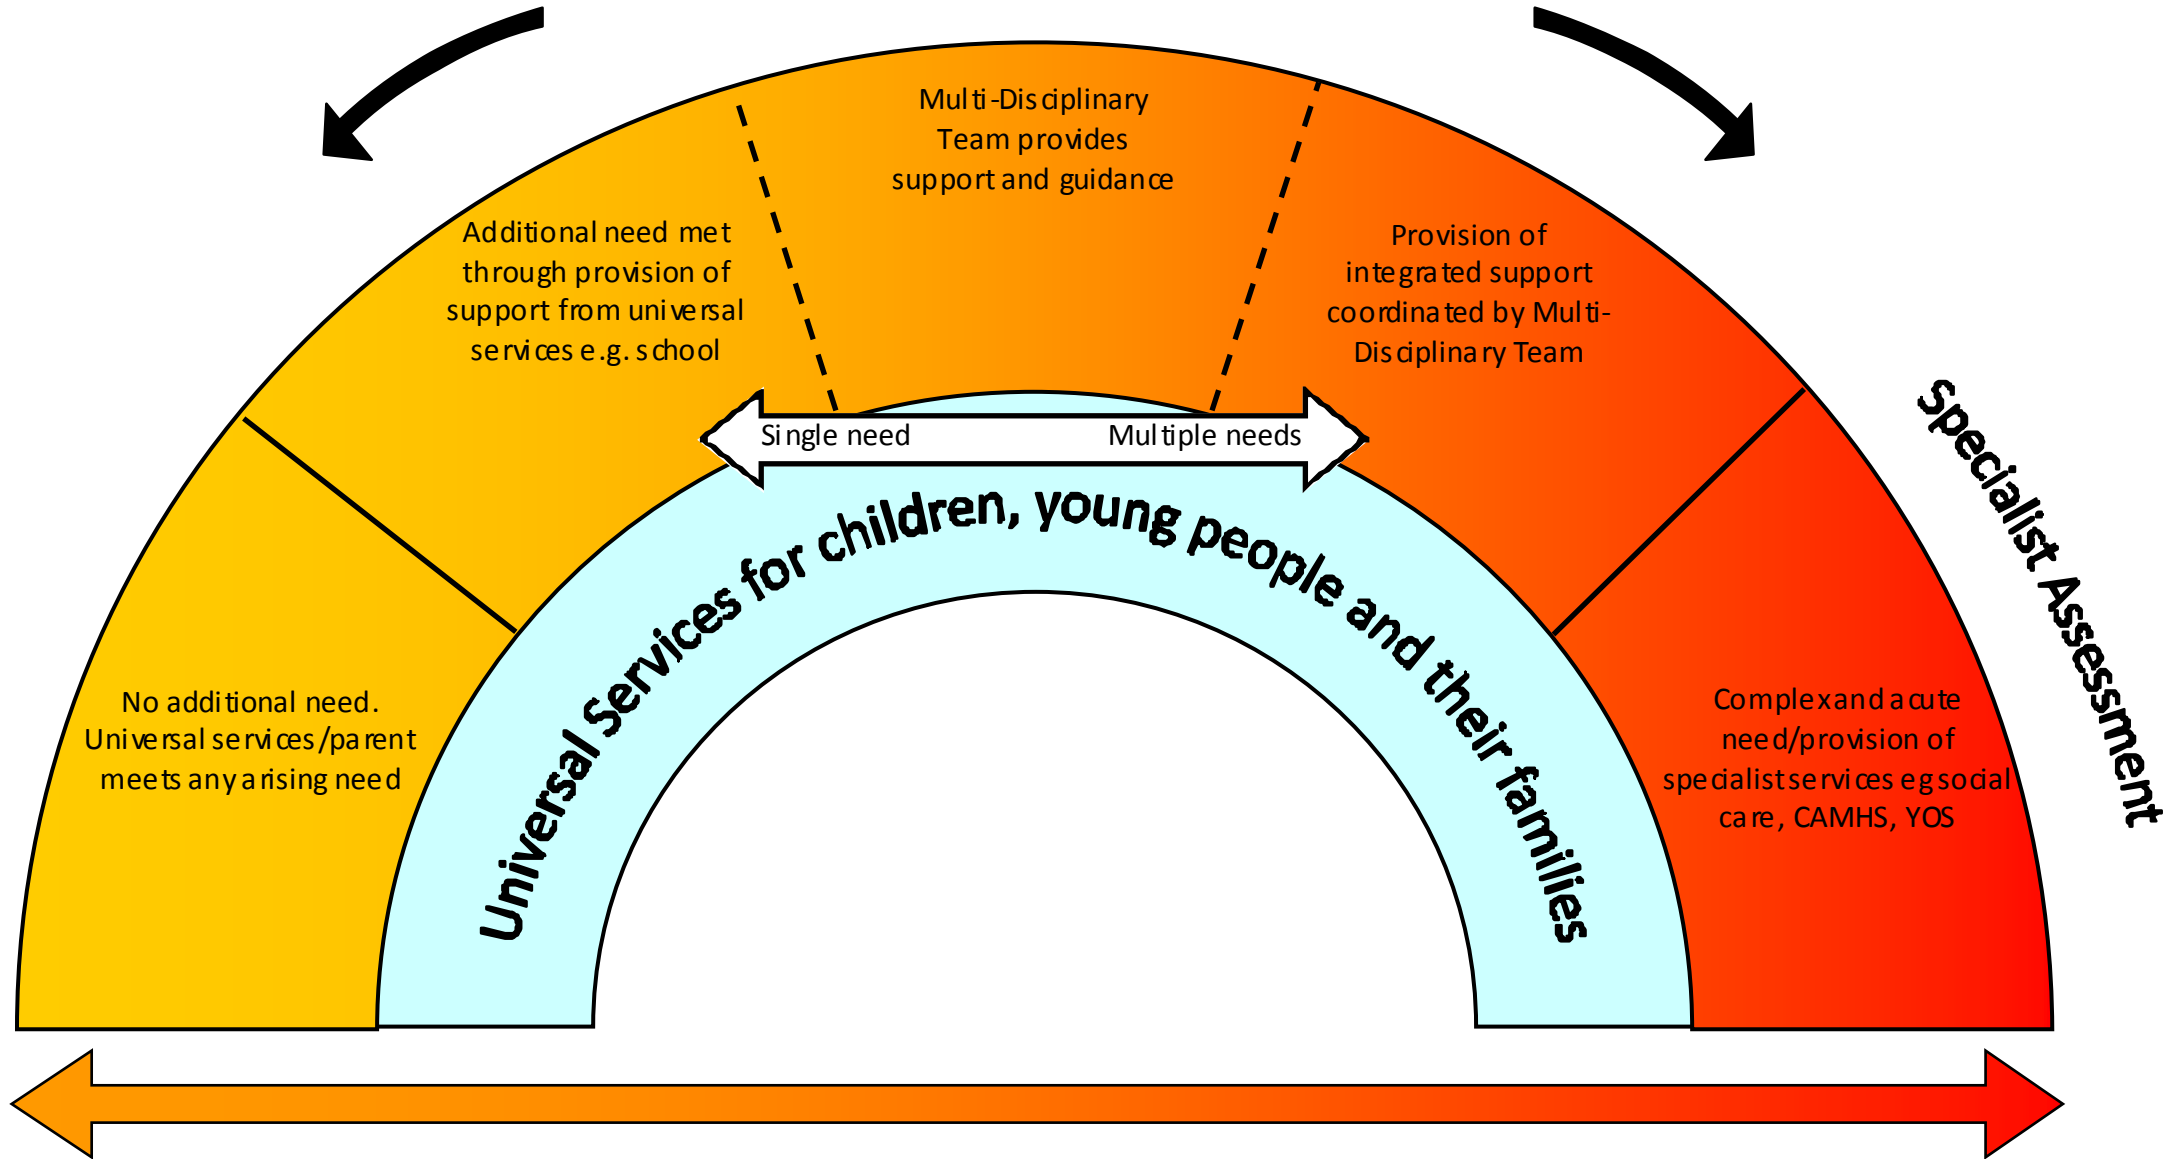 Multi-Disciplinary
Team provides
support and guidance
Additional need met
through provision of
support from universal
services e.g. school
Provision of
integrated support
coordinated by Multi-
Disciplinary Team
Single need
Multiple needs
Universal Services for children, young people and their families
Specialist Assessment
No additional need.
Universal services/parent
meets any arising need
Complex and acute
need/provision of
specialist services eg social
care, CAMHS, YOS